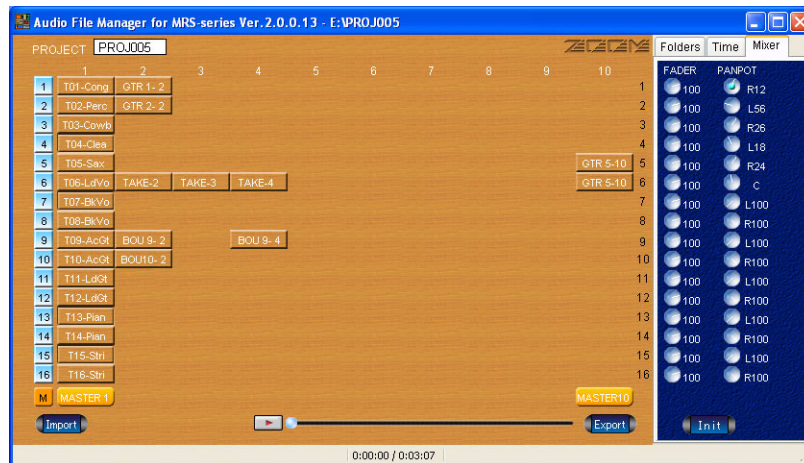 Audio File Manager for MRS-series Ver.2.0.0.13 - E:\PROJ005
PROJECT PROJ005 ZOOM Folders Time Mixer
1 2 3 4 5 6 7 8 9 10 FADER PANPOT
1 T01-Cong GTR 1- 2 1 100 R12
2 T02-Perc GTR 2- 2 2 100 L56
3 T03-Cowb 3 100 R26
4 T04-Clea 4 100 L18
5 T05-Sax GTR 5-10 5 100 R24
6 T06-LdVo TAKE-2 TAKE-3 TAKE-4 GTR 5-10 6 100 C
7 T07-BkVo 7 100 L100
8 T08-BkVo 8 100 R100
9 T09-AcGt BOU 9- 2 BOU 9- 4 9 100 L100
10 T10-AcGt BOU10- 2 10 100 R100
11 T11-LdGt 11 100 L100
12 T12-LdGt 12 100 R100
13 T13-Pian 13 100 L100
14 T14-Pian 14 100 R100
15 T15-Stri 15 100 L100
16 T16-Stri 16 100 R100
M MASTER 1 MASTER10
Import Export Init
0:00:00 / 0:03:07